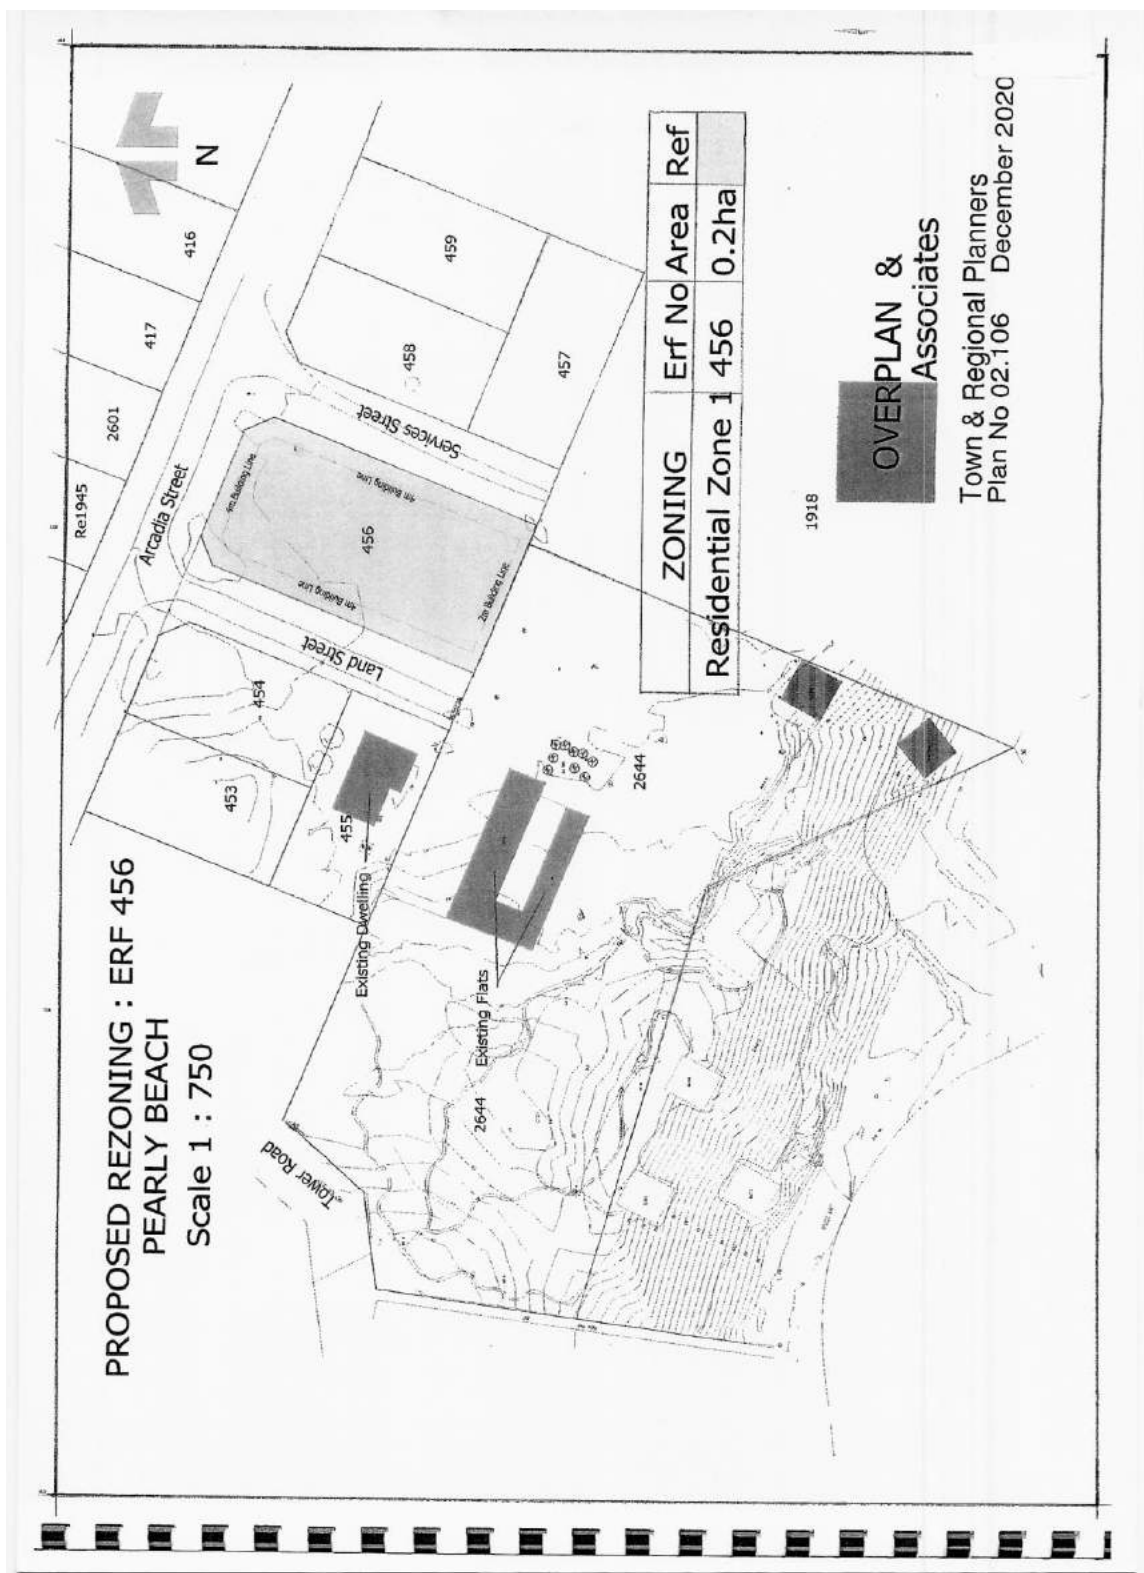 PROPOSED REZONING : ERF 456
PEARLY BEACH
Scale 1 : 750
N
416
417
2601
Re1945
Arcadia Street
459
458
457
Services Street
4m Building Line
4m Building Line
456
4m Building Line
2m Building Line
Land Street
454
453
455
Existing Dwelling
Existing Flats
2644
2644
Tower Road
1918
ZONING Erf No Area Ref
Residential Zone 1 456 0.2ha
OVERPLAN &
Associates
Town & Regional Planners
Plan No 02.106 December 2020